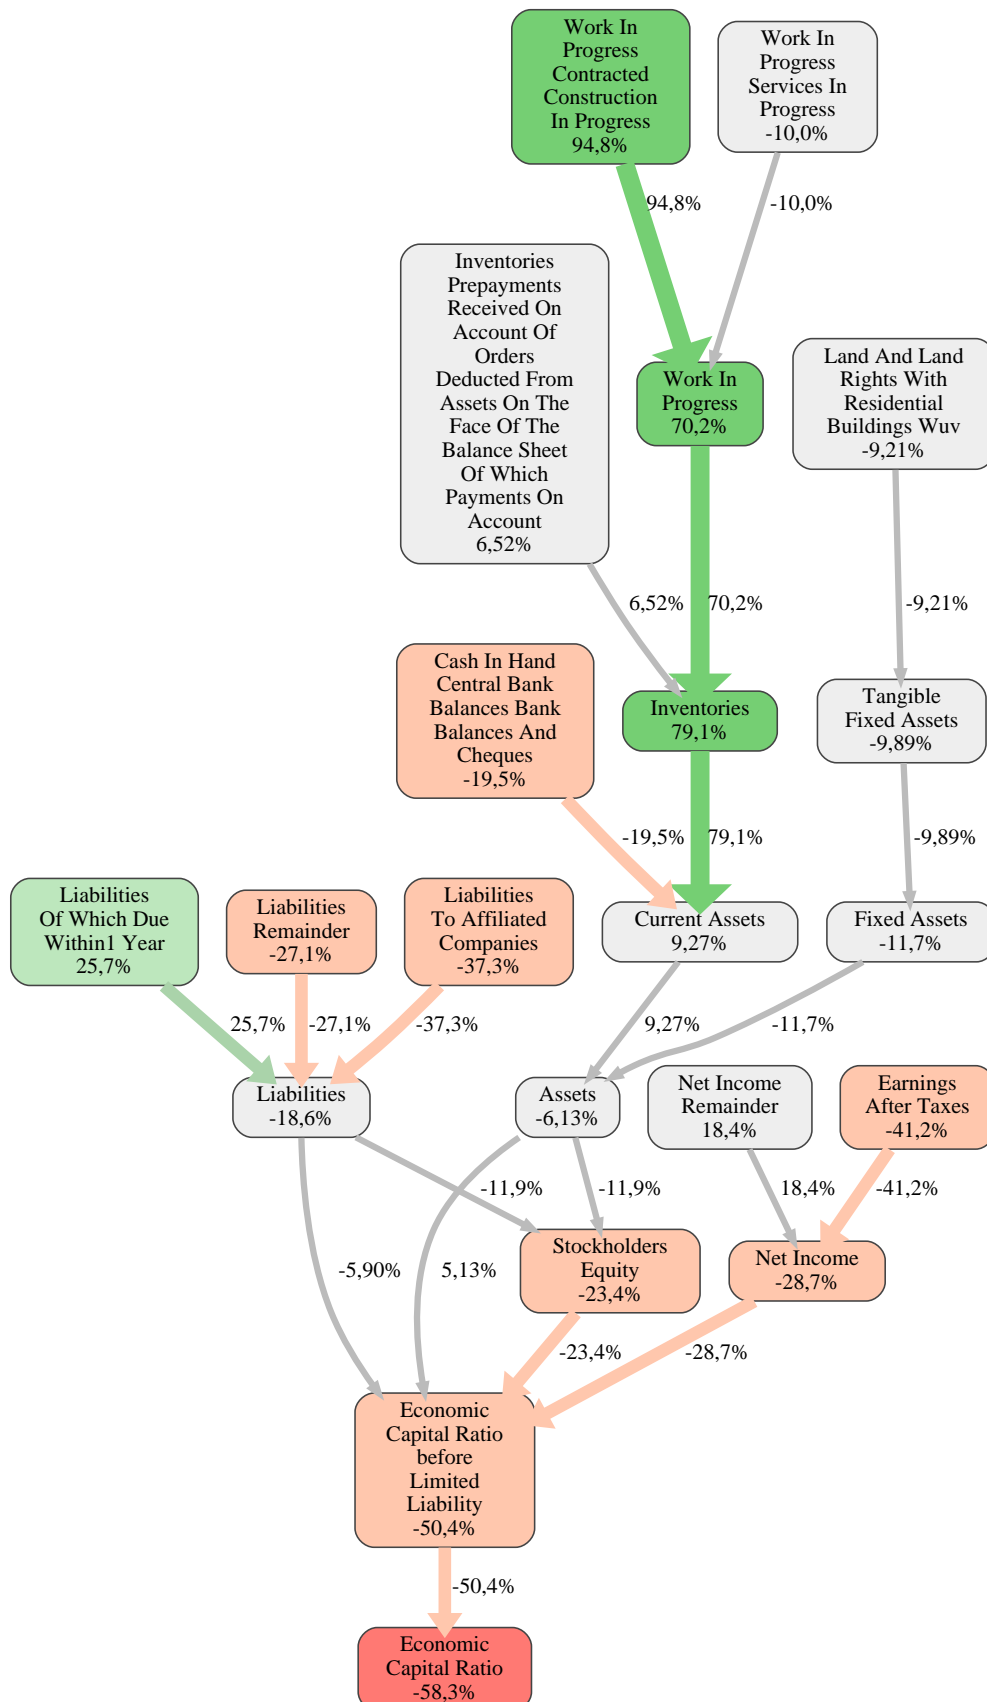 Work In
Progress
Contracted
Construction
In Progress
94,8%
Work In
Progress
Services In
Progress
-10,0%
94,8%
-10,0%
Inventories
Prepayments
Received On
Account Of
Orders
Deducted From
Assets On The
Face Of The
Balance Sheet
Of Which
Payments On
Account
6,52%
Work In
Progress
70,2%
Land And Land
Rights With
Residential
Buildings Wuv
-9,21%
6,52%
70,2%
-9,21%
Cash In Hand
Central Bank
Balances Bank
Balances And
Cheques
-19,5%
Inventories
79,1%
Tangible
Fixed Assets
-9,89%
-19,5%
79,1%
-9,89%
Liabilities
Of Which Due
Within1 Year
25,7%
Liabilities
Remainder
-27,1%
Liabilities
To Affiliated
Companies
-37,3%
Current Assets
9,27%
Fixed Assets
-11,7%
25,7%
-27,1%
-37,3%
9,27%
-11,7%
Liabilities
-18,6%
Assets
-6,13%
Net Income
Remainder
18,4%
Earnings
After Taxes
-41,2%
-11,9%
-11,9%
18,4%
-41,2%
-5,90%
5,13%
Stockholders
Equity
-23,4%
Net Income
-28,7%
-23,4%
-28,7%
Economic
Capital Ratio
before
Limited
Liability
-50,4%
-50,4%
Economic
Capital Ratio
-58,3%